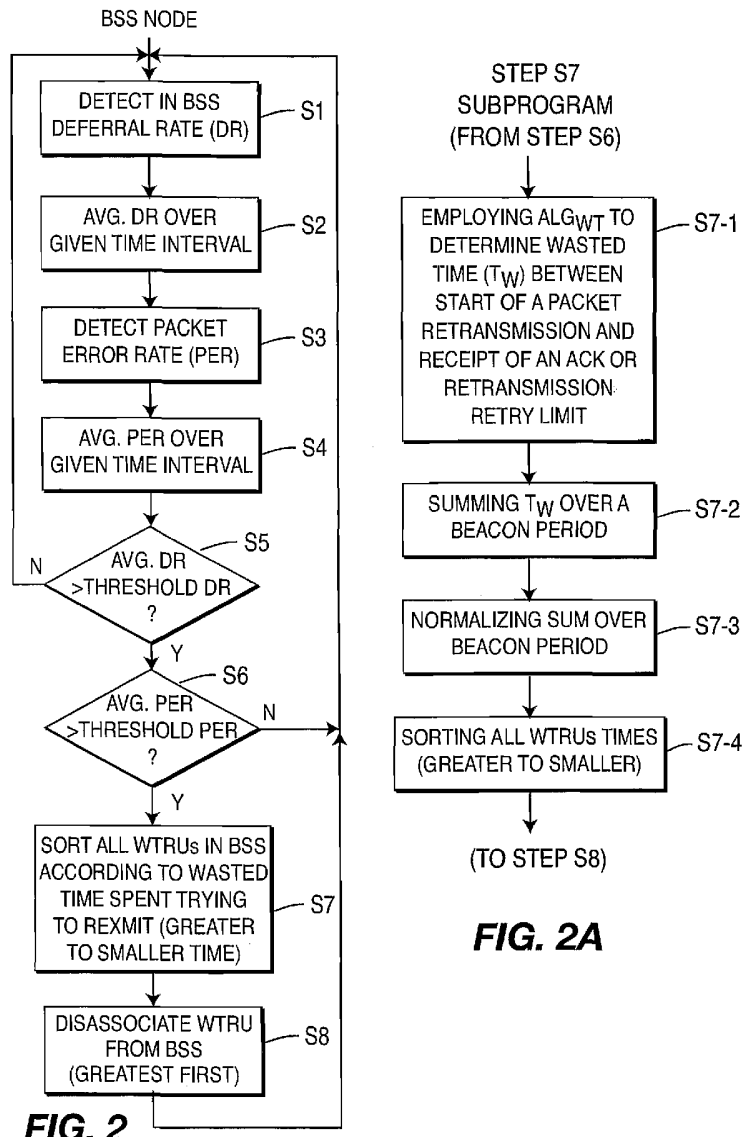 BSS NODE
DETECT IN BSS
DEFERRAL RATE (DR)
S1
AVG. DR OVER
GIVEN TIME INTERVAL
S2
DETECT PACKET
ERROR RATE (PER)
S3
AVG. PER OVER
GIVEN TIME INTERVAL
S4
AVG. DR
>THRESHOLD DR
?
S5
N
Y
AVG. PER
>THRESHOLD PER
?
S6
N
Y
SORT ALL WTRUs IN BSS
ACCORDING TO WASTED
TIME SPENT TRYING
TO REXMIT (GREATER
TO SMALLER TIME)
S7
DISASSOCIATE WTRU
FROM BSS
(GREATEST FIRST)
S8
FIG. 2
STEP S7
SUBPROGRAM
(FROM STEP S6)
EMPLOYING ALGWT TO
DETERMINE WASTED
TIME (TW) BETWEEN
START OF A PACKET
RETRANSMISSION AND
RECEIPT OF AN ACK OR
RETRANSMISSION
RETRY LIMIT
S7-1
SUMMING TW OVER A
BEACON PERIOD
S7-2
NORMALIZING SUM OVER
BEACON PERIOD
S7-3
SORTING ALL WTRUs TIMES
(GREATER TO SMALLER)
S7-4
(TO STEP S8)
FIG. 2A